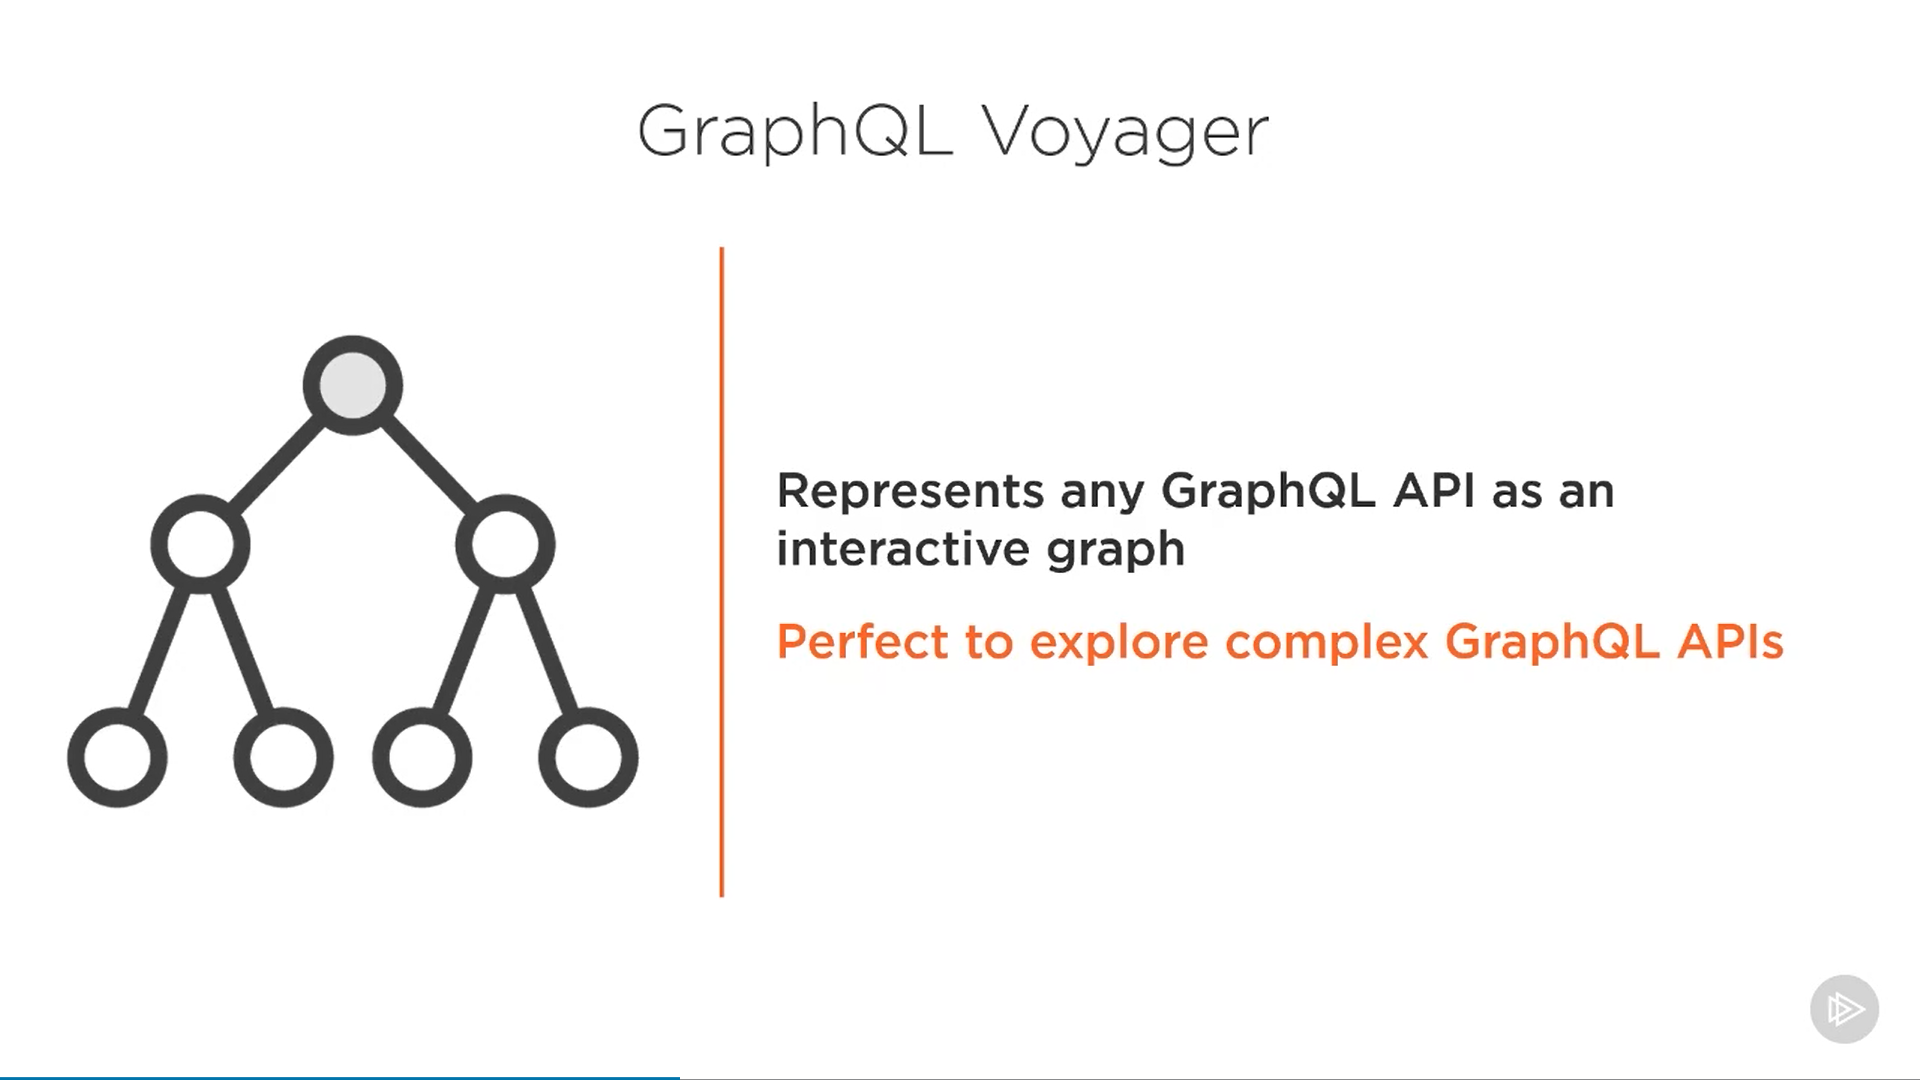 GraphQL Voyager
Represents any GraphQL API as an
interactive graph
Perfect to explore complex GraphQL APIs